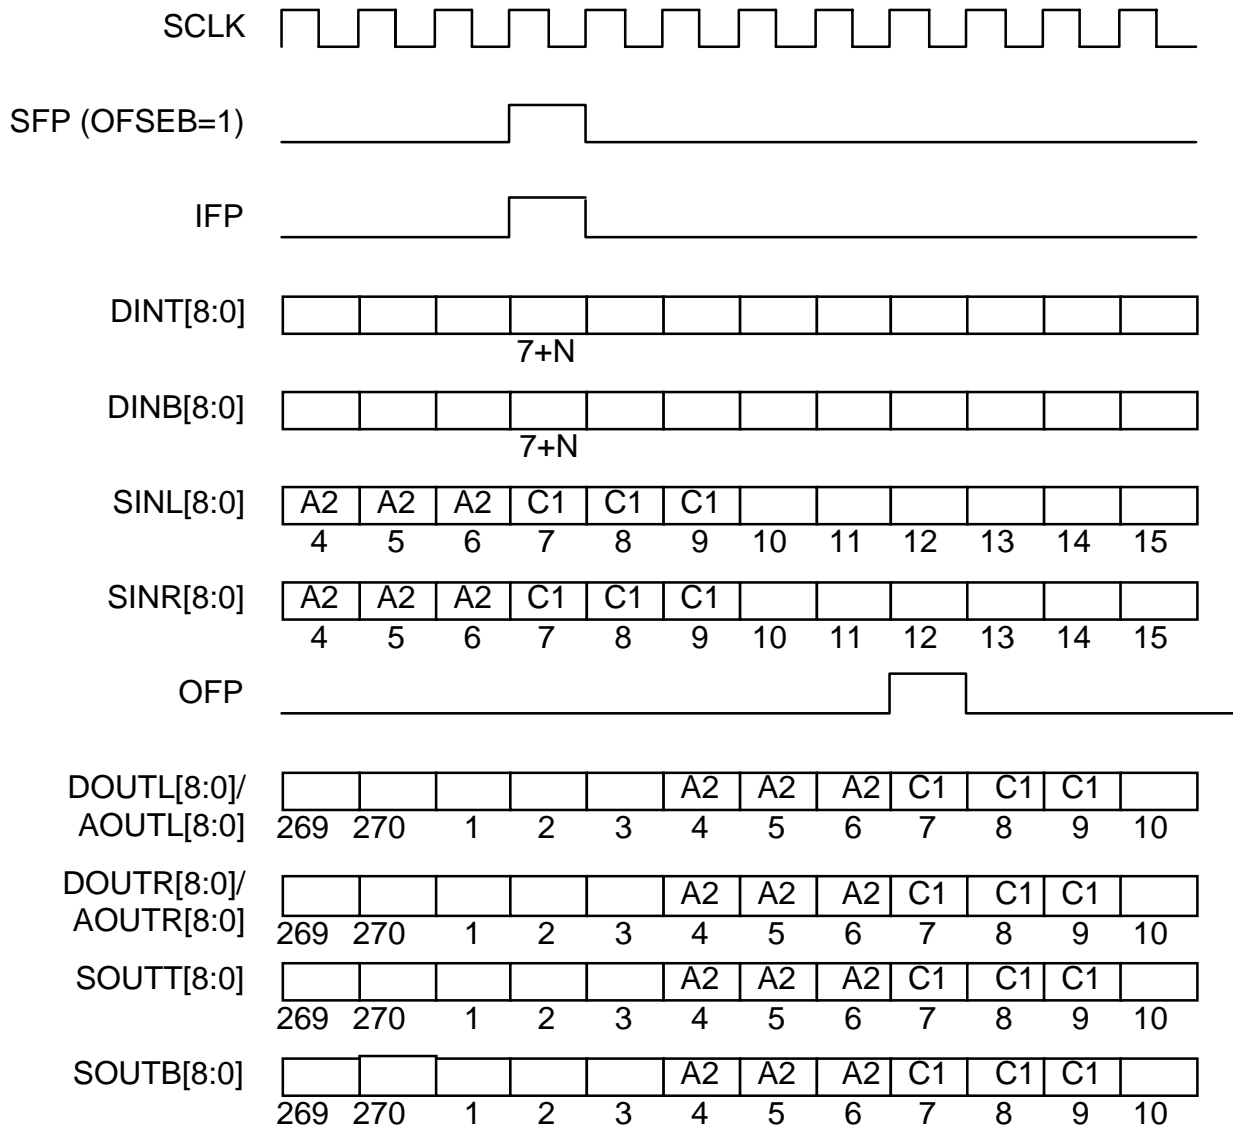 SCLK
SFP (OFSEB=1)
IFP
DINT[8:0]
7+N
DINB[8:0]
7+N
SINL[8:0] A2 A2 A2 C1 C1 C1
4 5 6 7 8 9 10 11 12 13 14 15
SINR[8:0] A2 A2 A2 C1 C1 C1
4 5 6 7 8 9 10 11 12 13 14 15
OFP
DOUTL[8:0]/ A2 A2 A2 C1 C1 C1
AOUTL[8:0] 269 270 1 2 3 4 5 6 7 8 9 10
DOUTR[8:0]/ A2 A2 A2 C1 C1 C1
AOUTR[8:0] 269 270 1 2 3 4 5 6 7 8 9 10
SOUTT[8:0] A2 A2 A2 C1 C1 C1
269 270 1 2 3 4 5 6 7 8 9 10
SOUTB[8:0] A2 A2 A2 C1 C1 C1
269 270 1 2 3 4 5 6 7 8 9 10